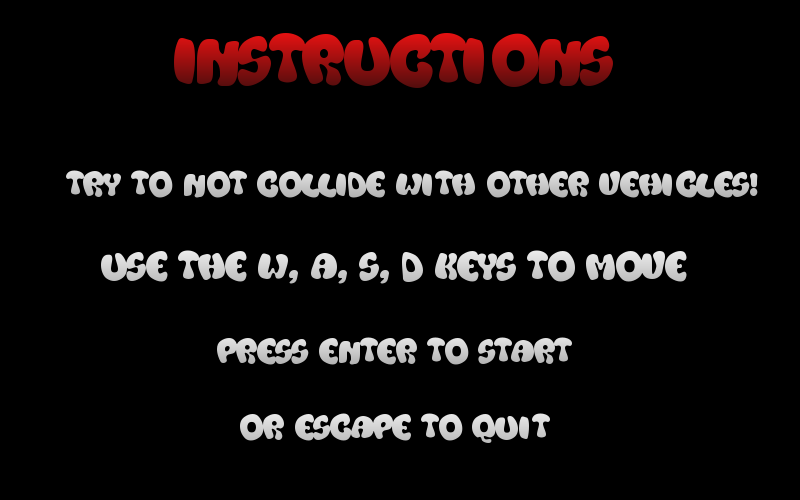 INSTRUCTIONS
TRY TO NOT COLLIDE WITH OTHER VEHICLES!
USE THE W, A, S, D KEYS TO MOVE
PRESS ENTER TO START
OR ESCAPE TO QUIT